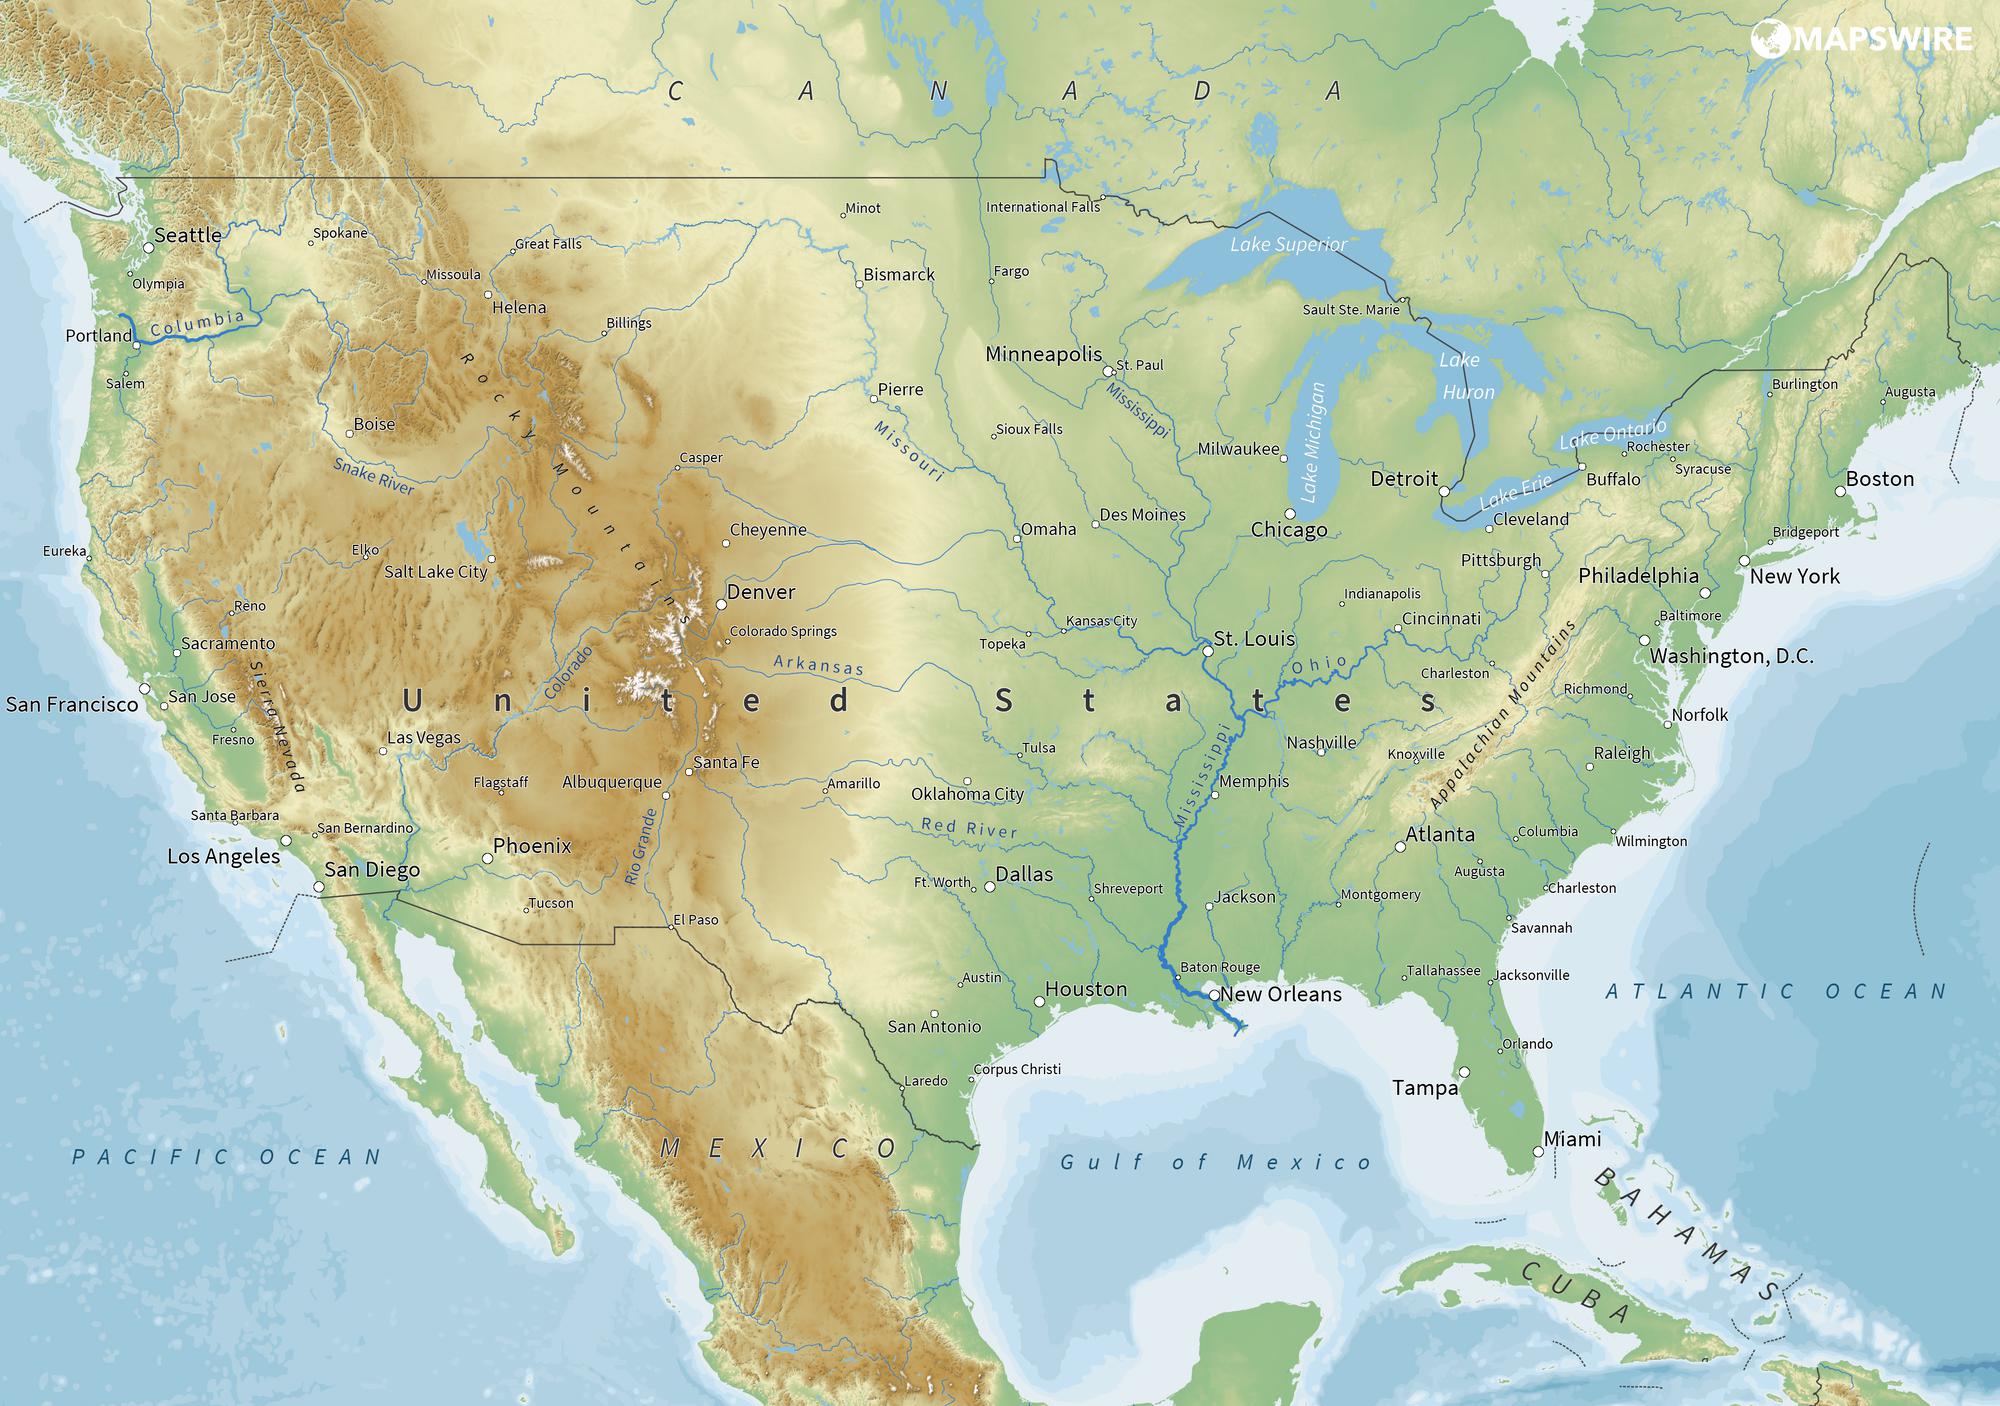 MAPSWIRE
C A N A D A
Minot
International Falls
Seattle
Spokane
Great Falls
Lake Superior
Olympia
Missoula
Helena
Bismarck
Fargo
Sault Ste. Marie
Columbia
Portland
Billings
Rocky Mountains
Minneapolis
St. Paul
Lake
Huron
Salem
Pierre
Mississippi
Lake Michigan
Burlington
Augusta
Boise
Sioux Falls
Missouri
Milwaukee
Lake Ontario
Rochester
Syracuse
Snake River
Casper
Detroit
Lake Erie
Buffalo
Boston
Cheyenne
Omaha
Des Moines
Chicago
Cleveland
Bridgeport
Eureka
Elko
Salt Lake City
Pittsburgh
Philadelphia
New York
Denver
Indianapolis
Reno
Colorado Springs
Topeka
Kansas City
Cincinnati
Baltimore
Sacramento
St. Louis
Washington, D.C.
Sierra Nevada
Colorado
Arkansas
Ohio
Charleston
Appalachian Mountains
Richmond
San Francisco
San Jose
United States
Norfolk
Fresno
Las Vegas
Tulsa
Mississippi
Nashville
Knoxville
Raleigh
Santa Fe
Flagstaff
Albuquerque
Amarillo
Oklahoma City
Memphis
Santa Barbara
San Bernardino
Rio Grande
Red River
Columbia
Wilmington
Los Angeles
Phoenix
Atlanta
San Diego
Ft. Worth
Dallas
Shreveport
Augusta
Charleston
Tucson
Jackson
Montgomery
El Paso
Savannah
Austin
Baton Rouge
Tallahassee
Jacksonville
Houston
New Orleans
ATLANTIC OCEAN
San Antonio
Orlando
Laredo
Corpus Christi
Tampa
PACIFIC OCEAN
MEXICO
Gulf of Mexico
Miami
BAHAMAS
CUBA